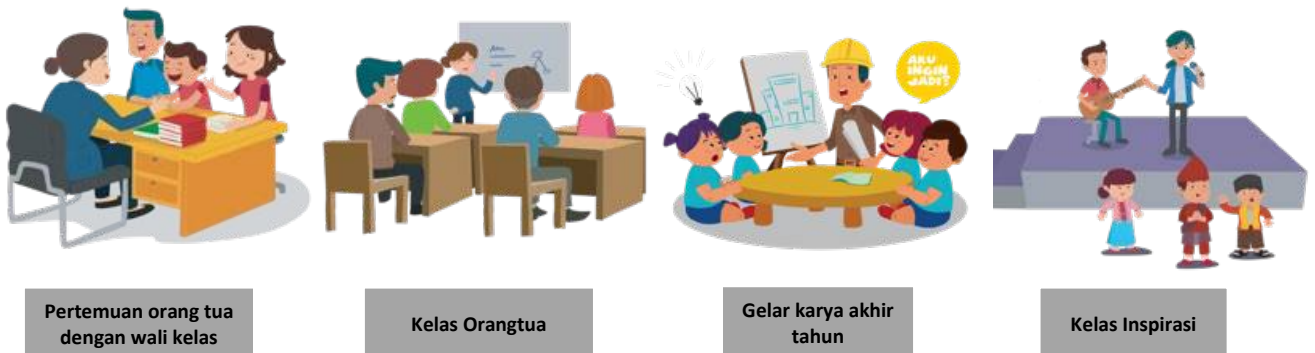 AKU
INGIN
JADI?
Pertemuan orang tua
dengan wali kelas
Kelas Orangtua
Gelar karya akhir
tahun
Kelas Inspirasi